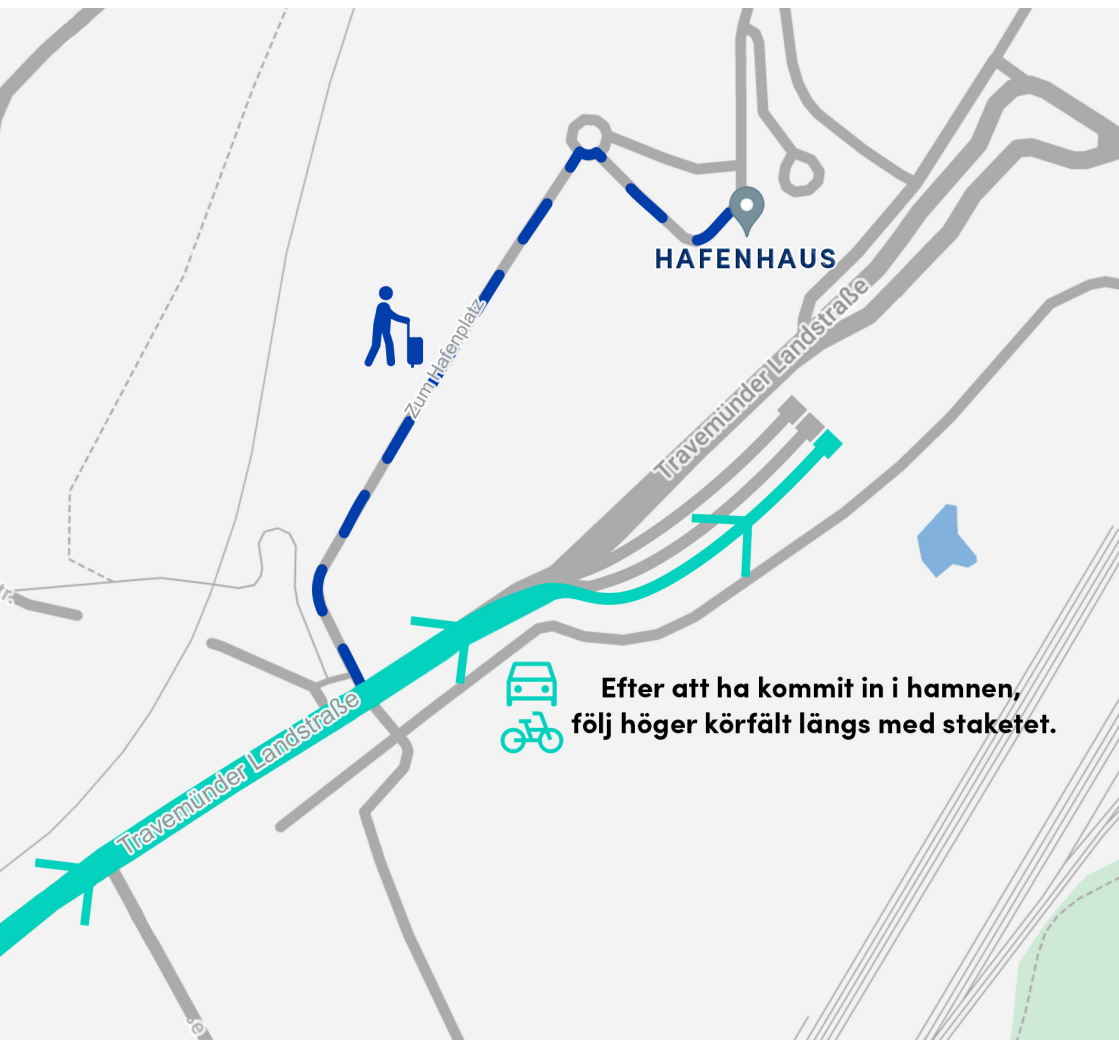 HAFENHAUS
Zum Hafenplatz
Travemünder Landstraße
tr.
Efter att ha kommit in i hamnen,
följ höger körfält längs med staketet.
Travemünder Landstraße